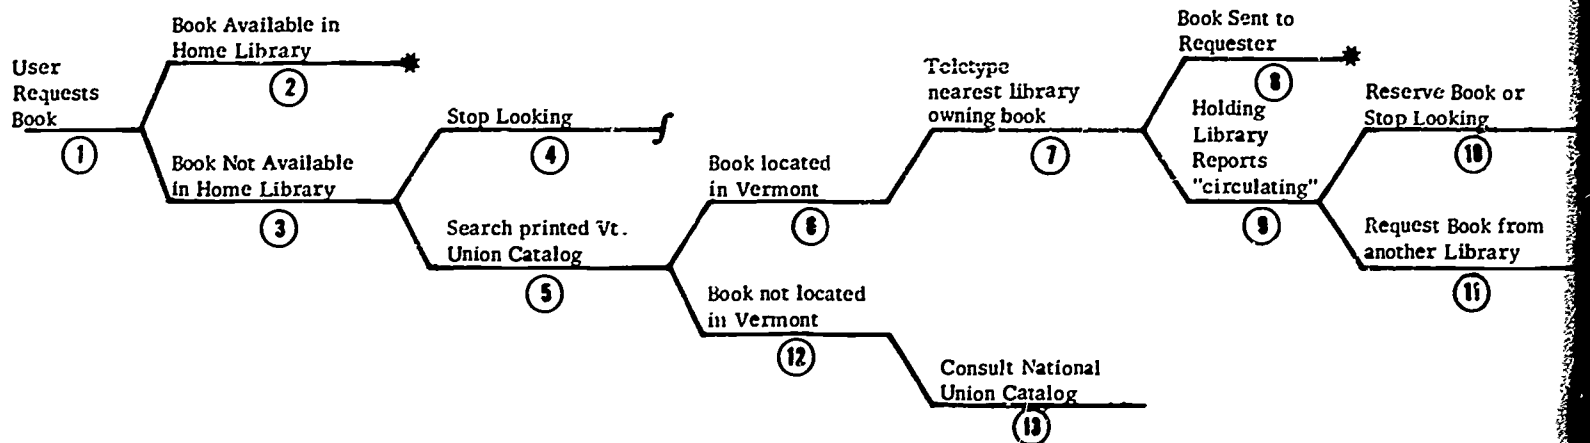 User
Requests
Book
1
Book Available in
Home Library
2
Book Not Available
in Home Library
3
Stop Looking
4
Search printed Vt.
Union Catalog
5
Book located
in Vermont
6
Teletype
nearest library
owning book
7
Book Sent to
Requester
8
Holding
Library
Reports
"circulating"
9
Reserve Book or
Stop Looking
10
Request Book from
another Library
11
Book not located
in Vermont
12
Consult National
Union Catalog
13